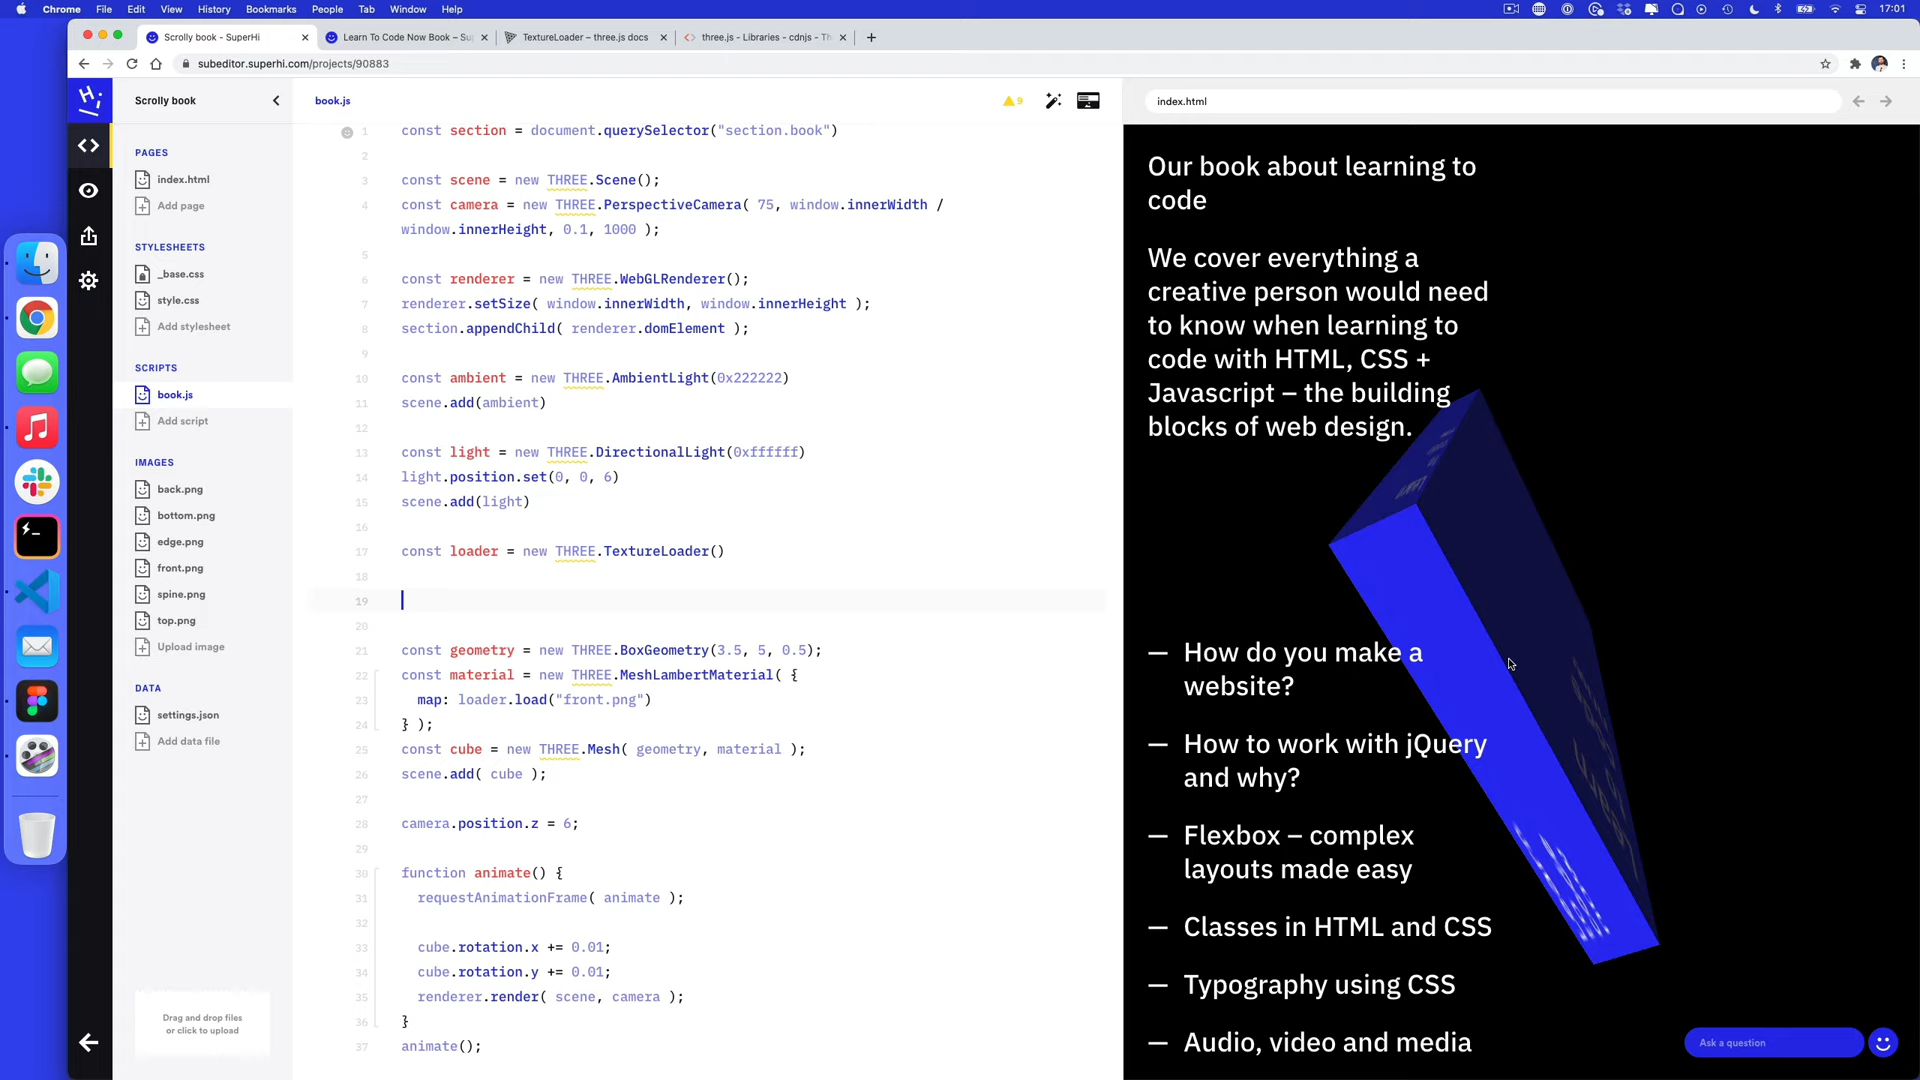 Chrome File Edit View History Bookmarks People Tab Window Help 17:01
Scrolly book - SuperHi
Learn To Code Now Book – Su
TextureLoader – three.js docs
three.js - Libraries - cdnjs - Th
subeditor.superhi.com/projects/90883
Hi
Scrolly book
PAGES
index.html
Add page
STYLESHEETS
_base.css
style.css
Add stylesheet
SCRIPTS
book.js
Add script
IMAGES
back.png
bottom.png
edge.png
front.png
spine.png
top.png
Upload image
DATA
settings.json
Add data file
Drag and drop files
or click to upload
book.js
9
1 const section = document.querySelector("section.book")
2
3 const scene = new THREE.Scene();
4 const camera = new THREE.PerspectiveCamera( 75, window.innerWidth /
window.innerHeight, 0.1, 1000 );
5
6 const renderer = new THREE.WebGLRenderer();
7 renderer.setSize( window.innerWidth, window.innerHeight );
8 section.appendChild( renderer.domElement );
9
10 const ambient = new THREE.AmbientLight(0x222222)
11 scene.add(ambient)
12
13 const light = new THREE.DirectionalLight(0xffffff)
14 light.position.set(0, 0, 6)
15 scene.add(light)
16
17 const loader = new THREE.TextureLoader()
18
19
20
21 const geometry = new THREE.BoxGeometry(3.5, 5, 0.5);
22 const material = new THREE.MeshLambertMaterial( {
23 map: loader.load("front.png")
24 } );
25 const cube = new THREE.Mesh( geometry, material );
26 scene.add( cube );
27
28 camera.position.z = 6;
29
30 function animate() {
31 requestAnimationFrame( animate );
32
33 cube.rotation.x += 0.01;
34 cube.rotation.y += 0.01;
35 renderer.render( scene, camera );
36 }
37 animate();
index.html
Our book about learning to
code
We cover everything a
creative person would need
to know when learning to
code with HTML, CSS +
Javascript – the building
blocks of web design.
— How do you make a
website?
— How to work with jQuery
and why?
— Flexbox – complex
layouts made easy
— Classes in HTML and CSS
— Typography using CSS
— Audio, video and media
Ask a question